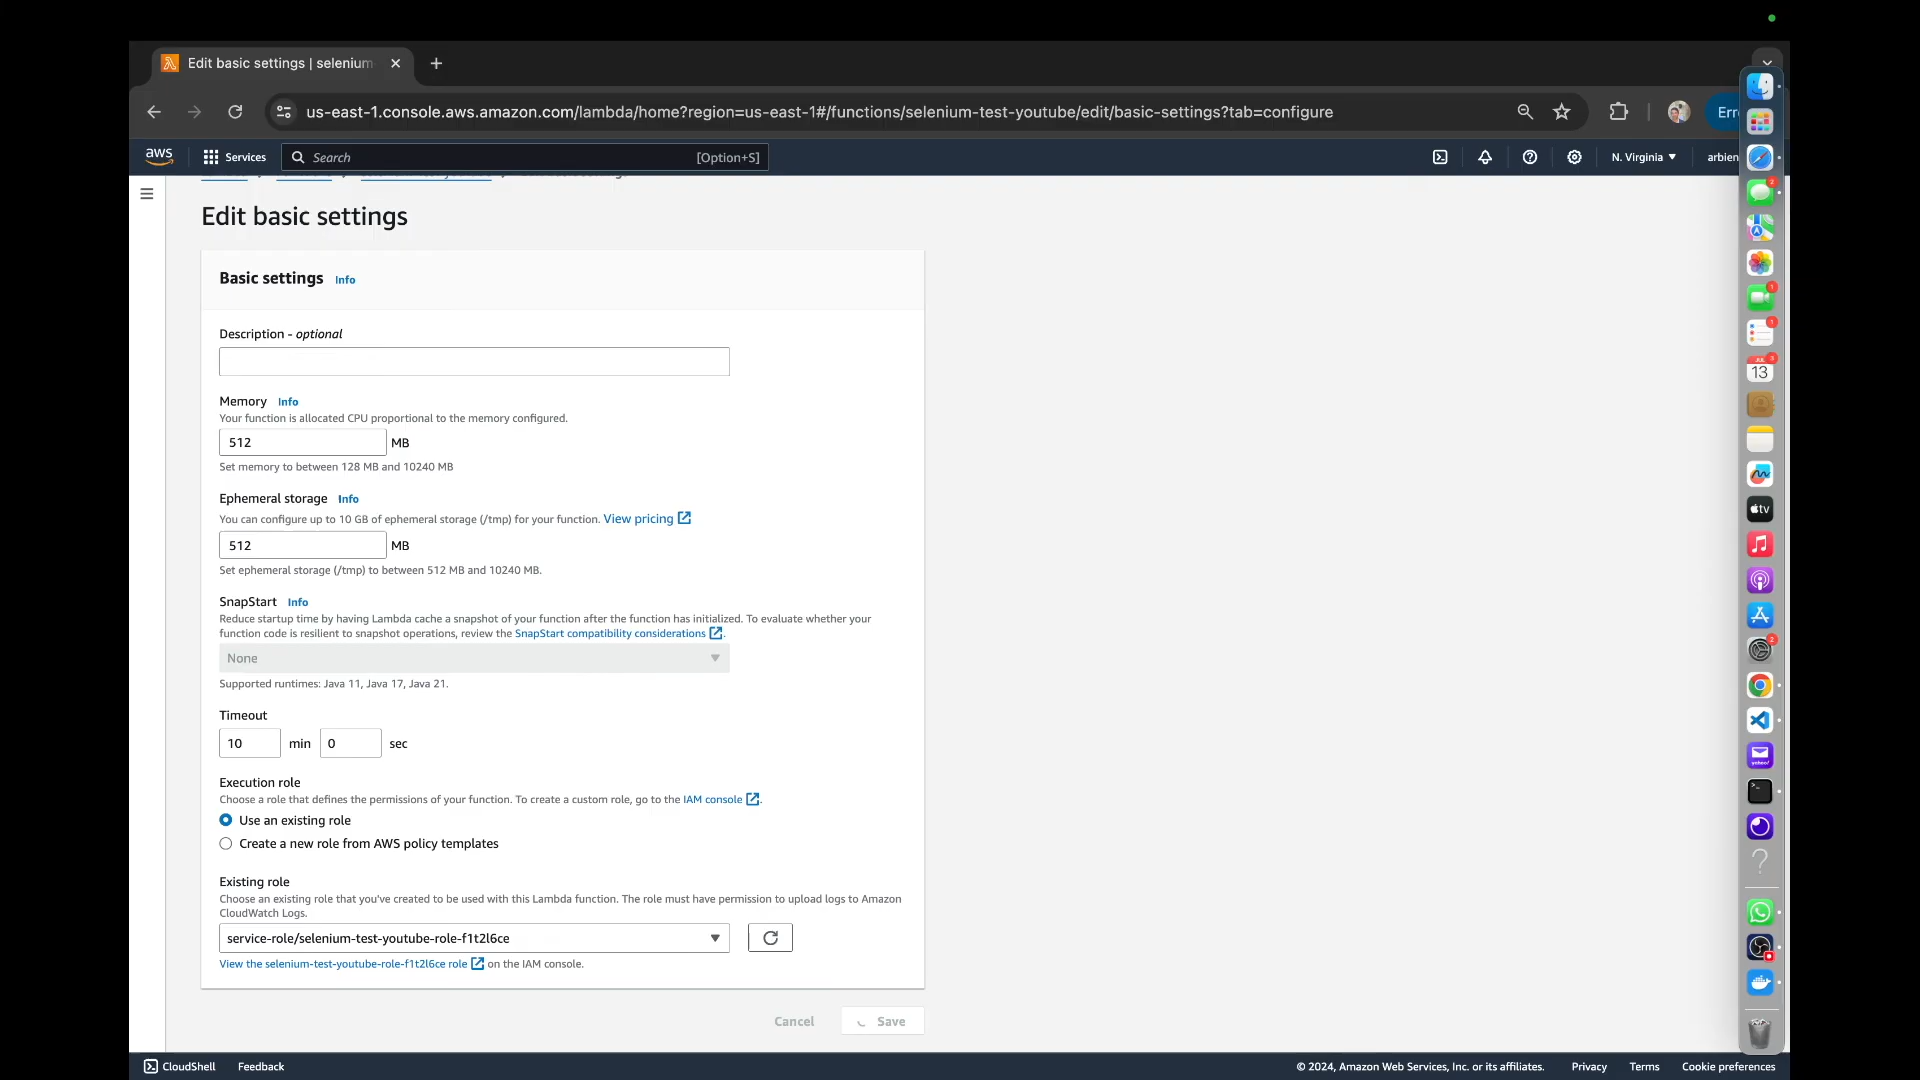 Edit basic settings | selenium
us-east-1.console.aws.amazon.com/lambda/home?region=us-east-1#/functions/selenium-test-youtube/edit/basic-settings?tab=configure
Err
aws
Services
Search
[Option+S]
N. Virginia
arbien
Edit basic settings
Basic settings Info
Description - optional
Memory Info
Your function is allocated CPU proportional to the memory configured.
512 MB
Set memory to between 128 MB and 10240 MB
Ephemeral storage Info
You can configure up to 10 GB of ephemeral storage (/tmp) for your function. View pricing
512 MB
Set ephemeral storage (/tmp) to between 512 MB and 10240 MB.
SnapStart Info
Reduce startup time by having Lambda cache a snapshot of your function after the function has initialized. To evaluate whether your
function code is resilient to snapshot operations, review the SnapStart compatibility considerations.
None
Supported runtimes: Java 11, Java 17, Java 21.
Timeout
10 min 0 sec
Execution role
Choose a role that defines the permissions of your function. To create a custom role, go to the IAM console.
Use an existing role
Create a new role from AWS policy templates
Existing role
Choose an existing role that you've created to be used with this Lambda function. The role must have permission to upload logs to Amazon
CloudWatch Logs.
service-role/selenium-test-youtube-role-f1t2l6ce
View the selenium-test-youtube-role-f1t2l6ce role on the IAM console.
Cancel Save
CloudShell Feedback
© 2024, Amazon Web Services, Inc. or its affiliates. Privacy Terms Cookie preferences
2
1
1
JUL 3
13
tv
2
yahoo!